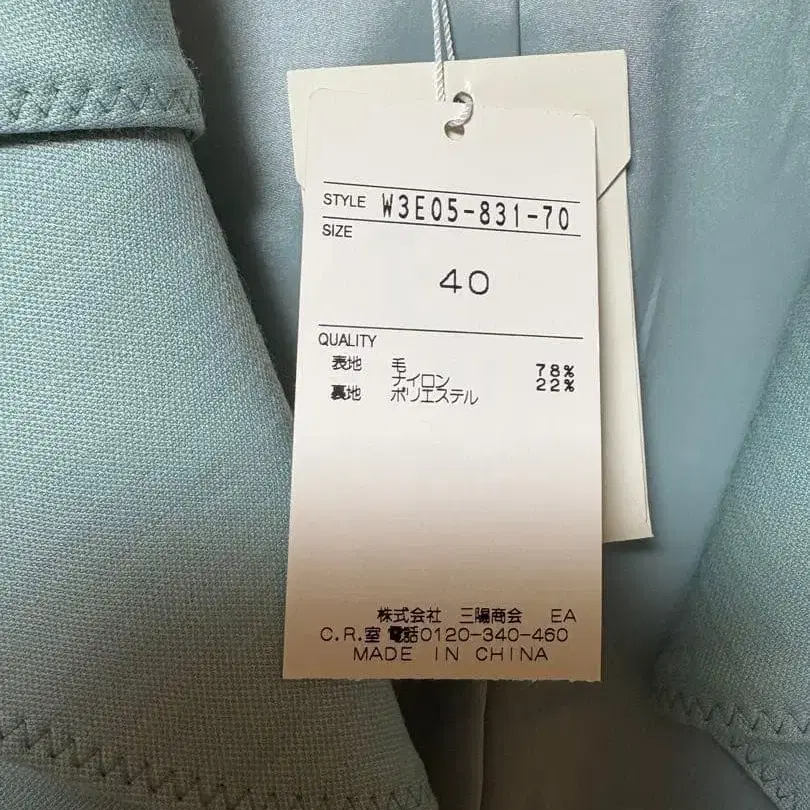 STYLE W3E05-831-70
SIZE
40
QUALITY
表地 毛 78%
ナイロン 22%
裏地 ポリエステル
株式会社 三陽商会 EA
C.R.室 電話0120-340-460
MADE IN CHINA